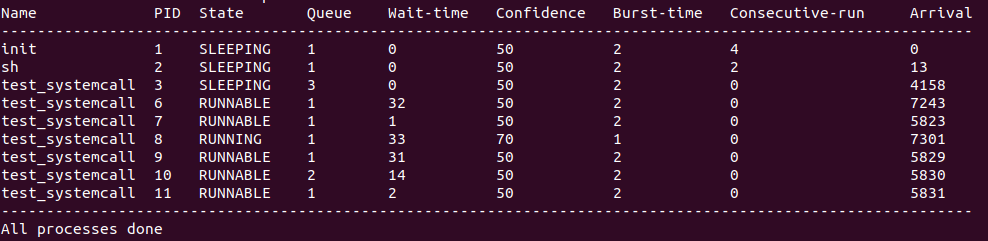 Name PID State Queue Wait-time Confidence Burst-time Consecutive-run Arrival
------------------------------------------------------------------------------------------------------------
init 1 SLEEPING 1 0 50 2 4 0
sh 2 SLEEPING 1 0 50 2 2 13
test_systemcall 3 SLEEPING 3 0 50 2 0 4158
test_systemcall 6 RUNNABLE 1 32 50 2 0 7243
test_systemcall 7 RUNNABLE 1 1 50 2 0 5823
test_systemcall 8 RUNNING 1 33 70 1 0 7301
test_systemcall 9 RUNNABLE 1 31 50 2 0 5829
test_systemcall 10 RUNNABLE 2 14 50 2 0 5830
test_systemcall 11 RUNNABLE 1 2 50 2 0 5831
------------------------------------------------------------------------------------------------------------
All processes done